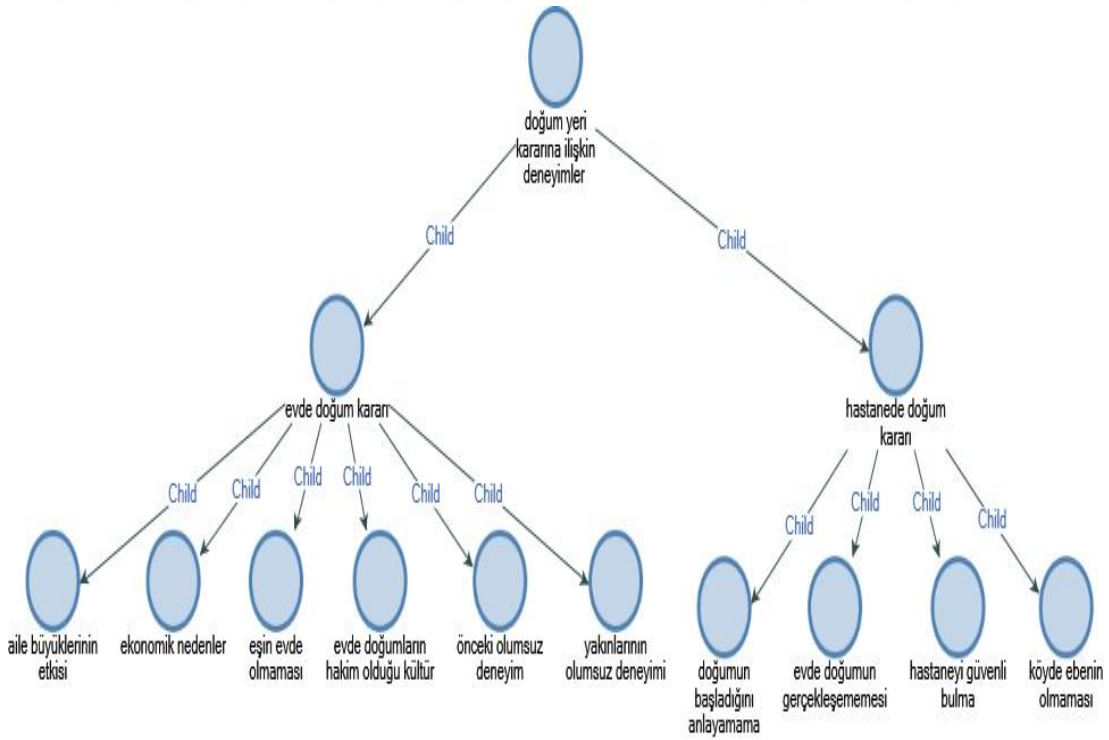 doğum yeri
kararına ilişkin
deneyimler
Child
Child
evde doğum kararı
hastanede doğum
kararı
Child
Child
Child
Child
Child
Child
Child
Child
Child
Child
aile büyüklerinin
etkisi
ekonomik nedenler
eşin evde
olmaması
evde doğumların
hakim olduğu kültür
önceki olumsuz
deneyim
yakınlarının
olumsuz deneyimi
doğumun
başladığını
anlayamama
evde doğumun
gerçekleşememesi
hastaneyi güvenli
bulma
köyde ebenin
olmaması